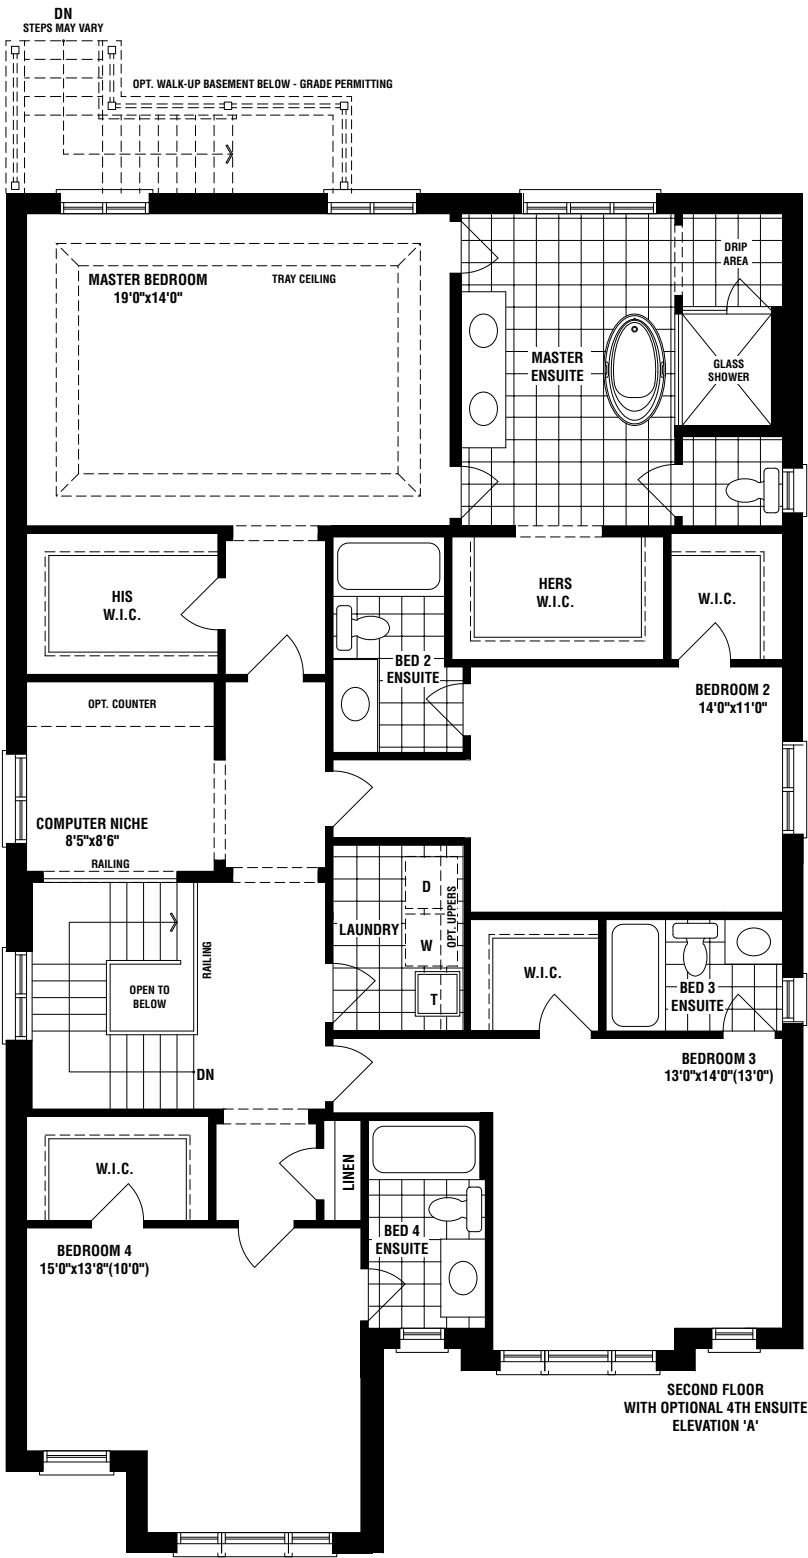 DN
STEPS MAY VARY
OPT. WALK-UP BASEMENT BELOW - GRADE PERMITTING
MASTER BEDROOM
19'0"x14'0"
TRAY CEILING
DRIP
AREA
MASTER
ENSUITE
GLASS
SHOWER
HIS
W.I.C.
HERS
W.I.C.
W.I.C.
BED 2
ENSUITE
BEDROOM 2
14'0"x11'0"
OPT. COUNTER
COMPUTER NICHE
8'5"x8'6"
RAILING
D
W
T
OPT. UPPERS
LAUNDRY
RAILING
OPEN TO
BELOW
W.I.C.
BED 3
ENSUITE
DN
BEDROOM 3
13'0"x14'0"(13'0")
W.I.C.
LINEN
BED 4
ENSUITE
BEDROOM 4
15'0"x13'8"(10'0")
SECOND FLOOR
WITH OPTIONAL 4TH ENSUITE
ELEVATION 'A'